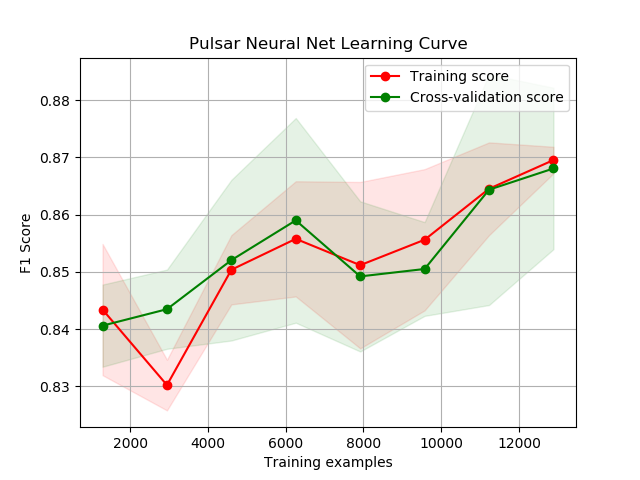 Pulsar Neural Net Learning Curve
Training score
Cross-validation score
0.88
0.87
0.86
0.85
0.84
0.83
F1 Score
2000 4000 6000 8000 10000 12000
Training examples